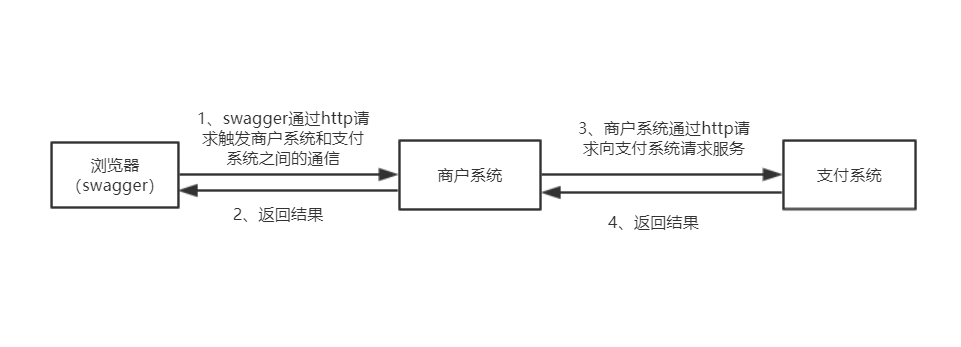 1、swagger通过http请
求触发商户系统和支付
系统之间的通信
3、商户系统通过http请
求向支付系统请求服务
浏览器
（swagger）
商户系统
支付系统
2、返回结果
4、返回结果